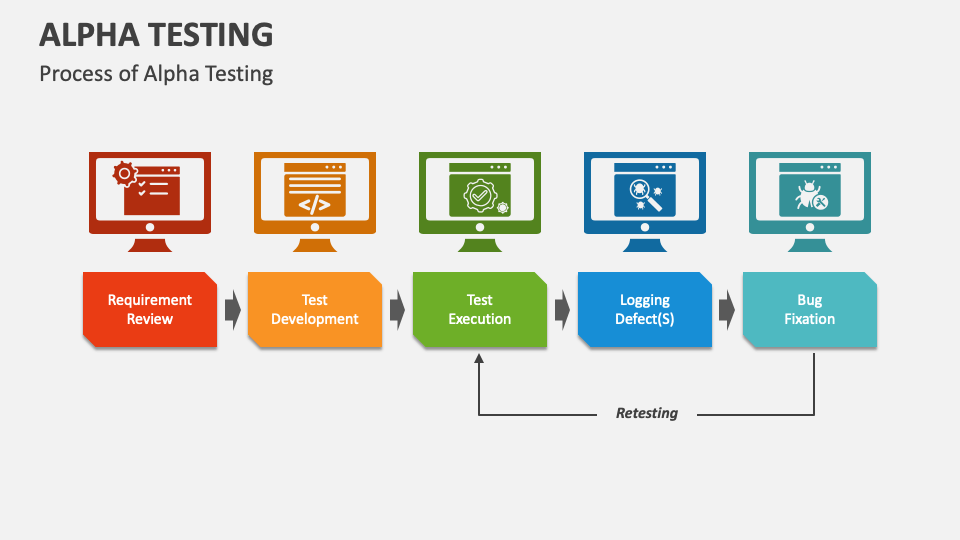 ALPHA TESTING
Process of Alpha Testing
</>
Requirement
Review
Test
Development
Test
Execution
Logging
Defect(S)
Bug
Fixation
Retesting